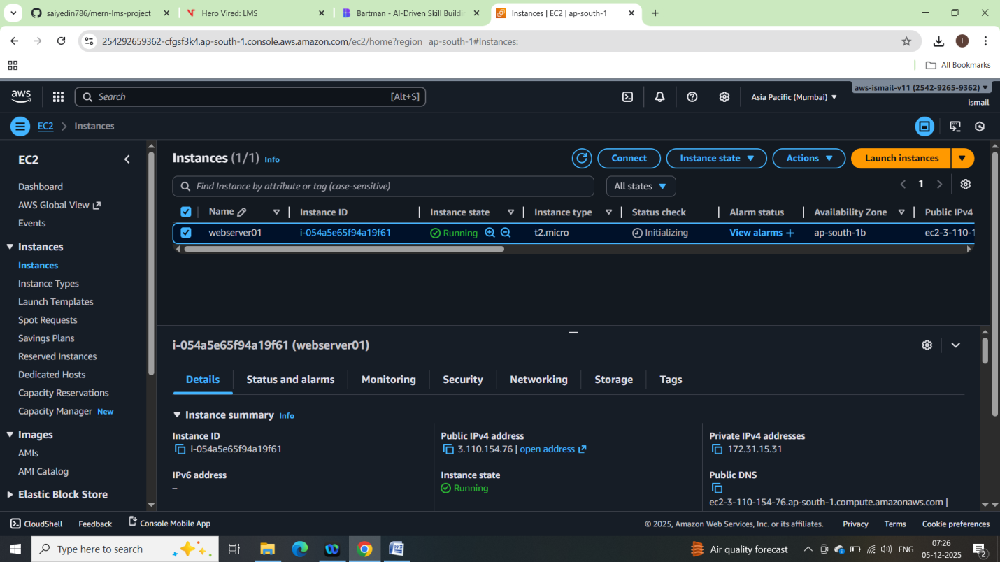 saiyedin786/mern-lms-project
Hero Vired: LMS
Bartman - AI-Driven Skill Buildin
Instances | EC2 | ap-south-1
254292659362-cfgsf3k4.ap-south-1.console.aws.amazon.com/ec2/home?region=ap-south-1#Instances:
I
All Bookmarks
aws
Search
[Alt+S]
Asia Pacific (Mumbai)
aws-ismail-v11 (2542-9265-9362)
ismail
EC2
Instances
EC2
Dashboard
AWS Global View
Events
Instances
Instances
Instance Types
Launch Templates
Spot Requests
Savings Plans
Reserved Instances
Dedicated Hosts
Capacity Reservations
Capacity Manager New
Images
AMIs
AMI Catalog
Elastic Block Store
Instances (1/1) Info
Connect
Instance state
Actions
Launch instances
Find Instance by attribute or tag (case-sensitive)
All states
1
Name
Instance ID
Instance state
Instance type
Status check
Alarm status
Availability Zone
Public IPv4
webserver01
i-054a5e65f94a19f61
Running
t2.micro
Initializing
View alarms +
ap-south-1b
ec2-3-110-1
i-054a5e65f94a19f61 (webserver01)
Details
Status and alarms
Monitoring
Security
Networking
Storage
Tags
Instance summary Info
Instance ID
i-054a5e65f94a19f61
Public IPv4 address
3.110.154.76 | open address
Private IPv4 addresses
172.31.15.31
IPv6 address
–
Instance state
Running
Public DNS
ec2-3-110-154-76.ap-south-1.compute.amazonaws.com |
CloudShell
Feedback
Console Mobile App
© 2025, Amazon Web Services, Inc. or its affiliates.
Privacy
Terms
Cookie preferences
Type here to search
Air quality forecast
ENG
07:26
05-12-2025
2